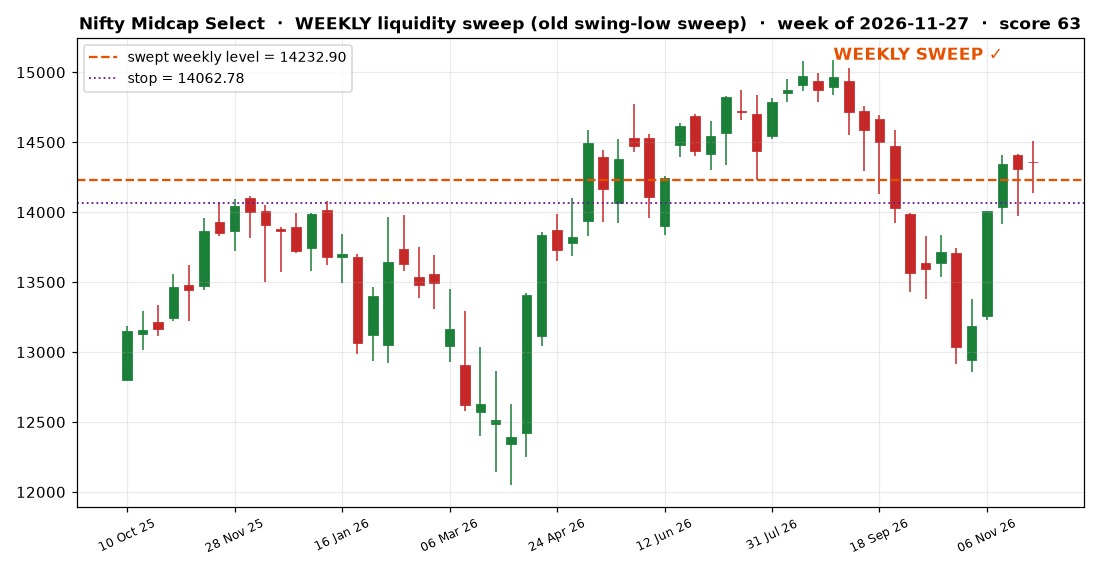 Nifty Midcap Select · WEEKLY liquidity sweep (old swing-low sweep) · week of 2026-11-27 · score 63
swept weekly level = 14232.90
stop = 14062.78
WEEKLY SWEEP ✓
15000
14500
14000
13500
13000
12500
12000
10 Oct 25
28 Nov 25
16 Jan 26
06 Mar 26
24 Apr 26
12 Jun 26
31 Jul 26
18 Sep 26
06 Nov 26